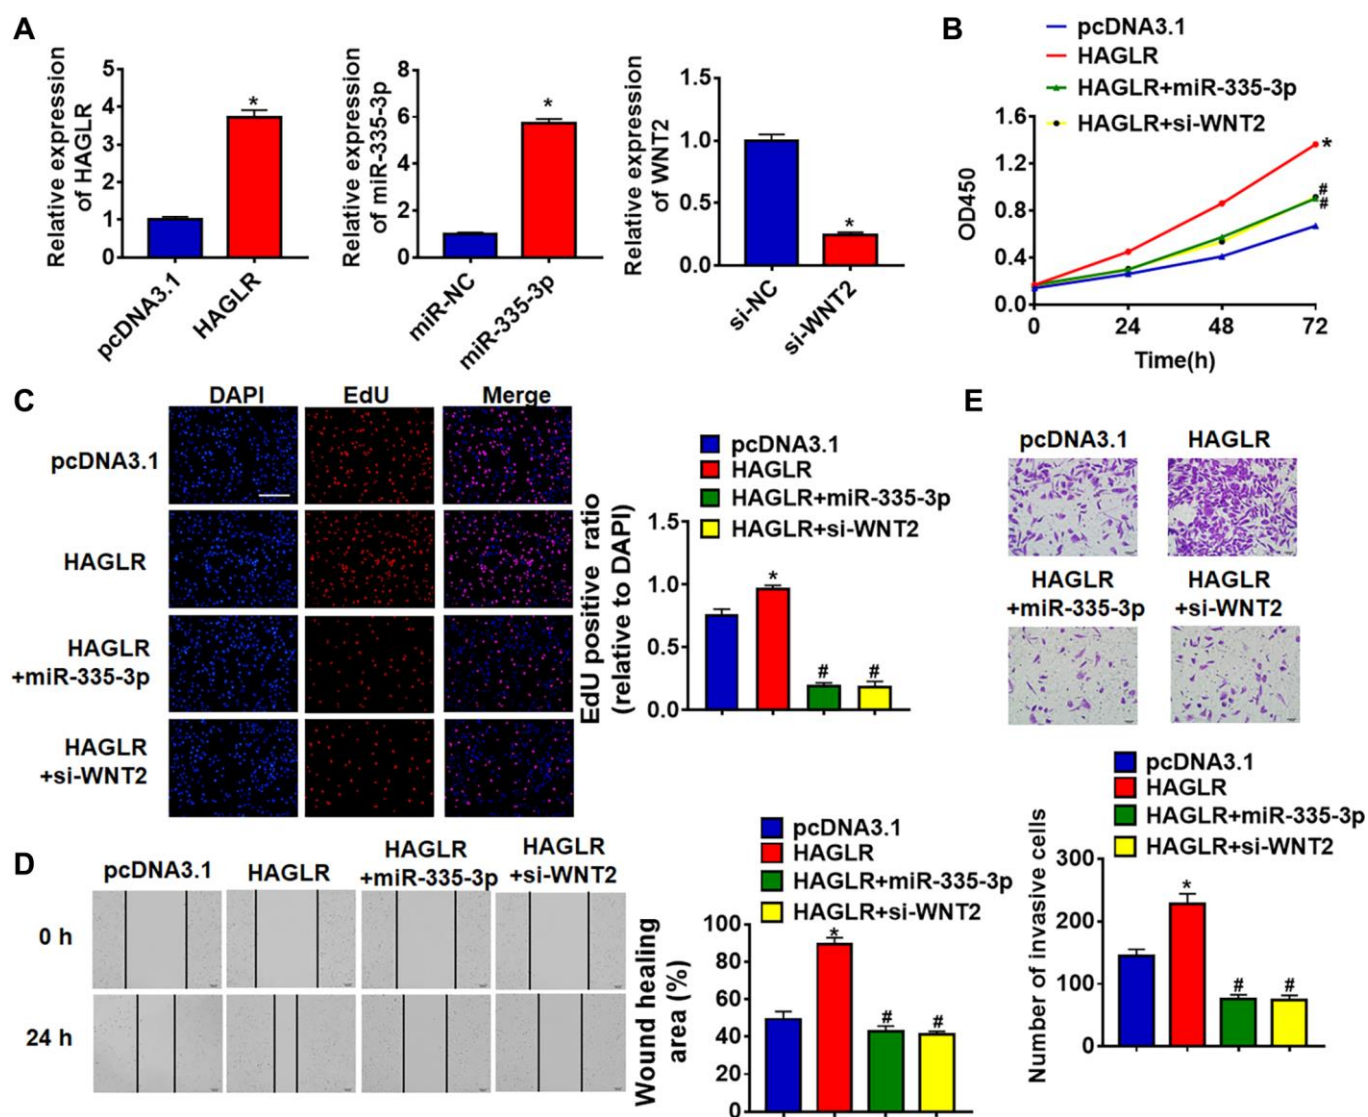 A
Relative expression
of HAGLR
5
4
3
2
1
0
*
pcDNA3.1
HAGLR
Relative expression
of miR-335-3p
8
6
4
2
0
*
miR-NC
miR-335-3p
Relative expression
of WNT2
1.5
1.0
0.5
0.0
*
si-NC
si-WNT2
B
pcDNA3.1
HAGLR
HAGLR+miR-335-3p
HAGLR+si-WNT2
OD450
1.6
1.2
0.8
0.4
0.0
*
#
#
0 24 48 72
Time(h)
C
DAPI EdU Merge
pcDNA3.1
HAGLR
HAGLR
+miR-335-3p
HAGLR
+si-WNT2
pcDNA3.1
HAGLR
HAGLR+miR-335-3p
HAGLR+si-WNT2
EdU positive ratio
(relative to DAPI)
1.5
1.0
0.5
0.0
*
# #
D
pcDNA3.1 HAGLR HAGLR
+miR-335-3p HAGLR
+si-WNT2
0 h
24 h
pcDNA3.1
HAGLR
HAGLR+miR-335-3p
HAGLR+si-WNT2
Wound healing
area (%)
100
80
60
40
20
0
*
# #
E
pcDNA3.1 HAGLR
HAGLR
+miR-335-3p
HAGLR
+si-WNT2
pcDNA3.1
HAGLR
HAGLR+miR-335-3p
HAGLR+si-WNT2
Number of invasive cells
300
200
100
0
*
# #